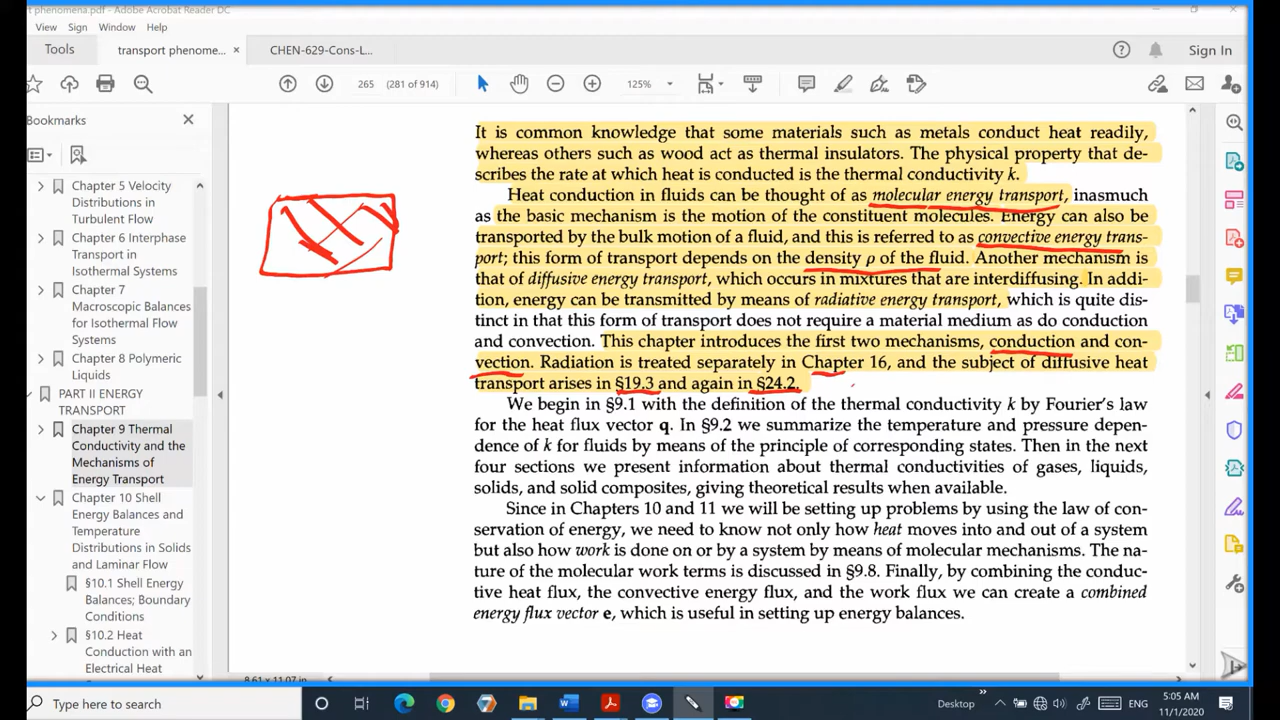 rt phenomena.pdf - Adobe Acrobat Reader DC
View Sign Window Help
Tools transport phenome... × CHEN-629-Cons-L... Sign In
265 (281 of 914) 125%
Bookmarks
Chapter 5 Velocity
Distributions in
Turbulent Flow
Chapter 6 Interphase
Transport in
Isothermal Systems
Chapter 7
Macroscopic Balances
for Isothermal Flow
Systems
Chapter 8 Polymeric
Liquids
PART II ENERGY
TRANSPORT
Chapter 9 Thermal
Conductivity and the
Mechanisms of
Energy Transport
Chapter 10 Shell
Energy Balances and
Temperature
Distributions in Solids
and Laminar Flow
§10.1 Shell Energy
Balances; Boundary
Conditions
§10.2 Heat
Conduction with an
Electrical Heat
It is common knowledge that some materials such as metals conduct heat readily,
whereas others such as wood act as thermal insulators. The physical property that de-
scribes the rate at which heat is conducted is the thermal conductivity k.
Heat conduction in fluids can be thought of as molecular energy transport, inasmuch
as the basic mechanism is the motion of the constituent molecules. Energy can also be
transported by the bulk motion of a fluid, and this is referred to as convective energy trans-
port; this form of transport depends on the density ρ of the fluid. Another mechanism is
that of diffusive energy transport, which occurs in mixtures that are interdiffusing. In addi-
tion, energy can be transmitted by means of radiative energy transport, which is quite dis-
tinct in that this form of transport does not require a material medium as do conduction
and convection. This chapter introduces the first two mechanisms, conduction and con-
vection. Radiation is treated separately in Chapter 16, and the subject of diffusive heat
transport arises in §19.3 and again in §24.2.
We begin in §9.1 with the definition of the thermal conductivity k by Fourier's law
for the heat flux vector q. In §9.2 we summarize the temperature and pressure depen-
dence of k for fluids by means of the principle of corresponding states. Then in the next
four sections we present information about thermal conductivities of gases, liquids,
solids, and solid composites, giving theoretical results when available.
Since in Chapters 10 and 11 we will be setting up problems by using the law of con-
servation of energy, we need to know not only how heat moves into and out of a system
but also how work is done on or by a system by means of molecular mechanisms. The na-
ture of the molecular work terms is discussed in §9.8. Finally, by combining the conduc-
tive heat flux, the convective energy flux, and the work flux we can create a combined
energy flux vector e, which is useful in setting up energy balances.
8.61 x 11.07 in
Type here to search Desktop ENG 5:05 AM
11/1/2020